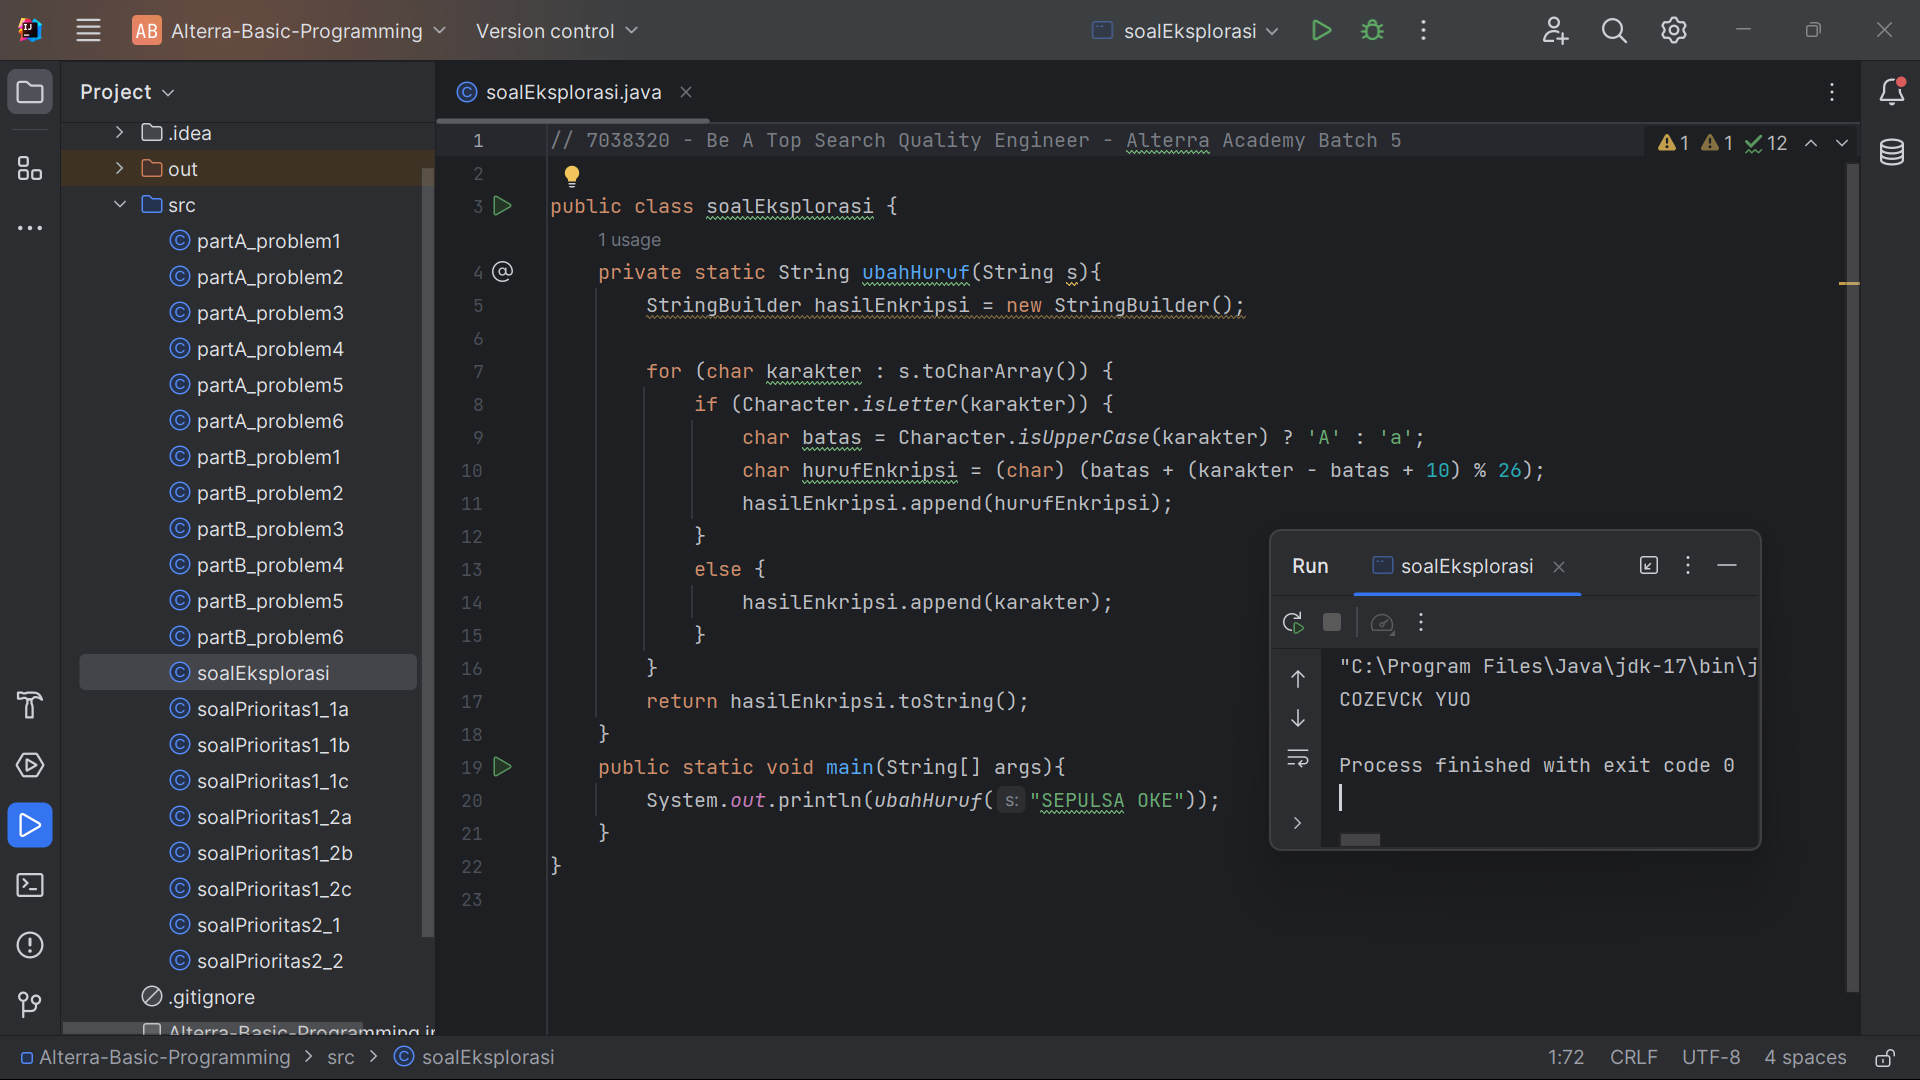 AB Alterra-Basic-Programming
Version control
soalEksplorasi
Project
.idea
out
src
partA_problem1
partA_problem2
partA_problem3
partA_problem4
partA_problem5
partA_problem6
partB_problem1
partB_problem2
partB_problem3
partB_problem4
partB_problem5
partB_problem6
soalEksplorasi
soalPrioritas1_1a
soalPrioritas1_1b
soalPrioritas1_1c
soalPrioritas1_2a
soalPrioritas1_2b
soalPrioritas1_2c
soalPrioritas2_1
soalPrioritas2_2
.gitignore
Alterra-Basic-Programming.i
soalEksplorasi.java
1 // 7038320 - Be A Top Search Quality Engineer - Alterra Academy Batch 5
1 1 12
2
3 public class soalEksplorasi {
1 usage
4 private static String ubahHuruf(String s){
5 StringBuilder hasilEnkripsi = new StringBuilder();
6
7 for (char karakter : s.toCharArray()) {
8 if (Character.isLetter(karakter)) {
9 char batas = Character.isUpperCase(karakter) ? 'A' : 'a';
10 char hurufEnkripsi = (char) (batas + (karakter - batas + 10) % 26);
11 hasilEnkripsi.append(hurufEnkripsi);
12 }
13 else {
14 hasilEnkripsi.append(karakter);
15 }
16 }
17 return hasilEnkripsi.toString();
18 }
19 public static void main(String[] args){
20 System.out.println(ubahHuruf( s: "SEPULSA OKE"));
21 }
22 }
23
Run soalEksplorasi
"C:\Program Files\Java\jdk-17\bin\j
COZEVCK YUO
Process finished with exit code 0
Alterra-Basic-Programming > src > soalEksplorasi
1:72 CRLF UTF-8 4 spaces